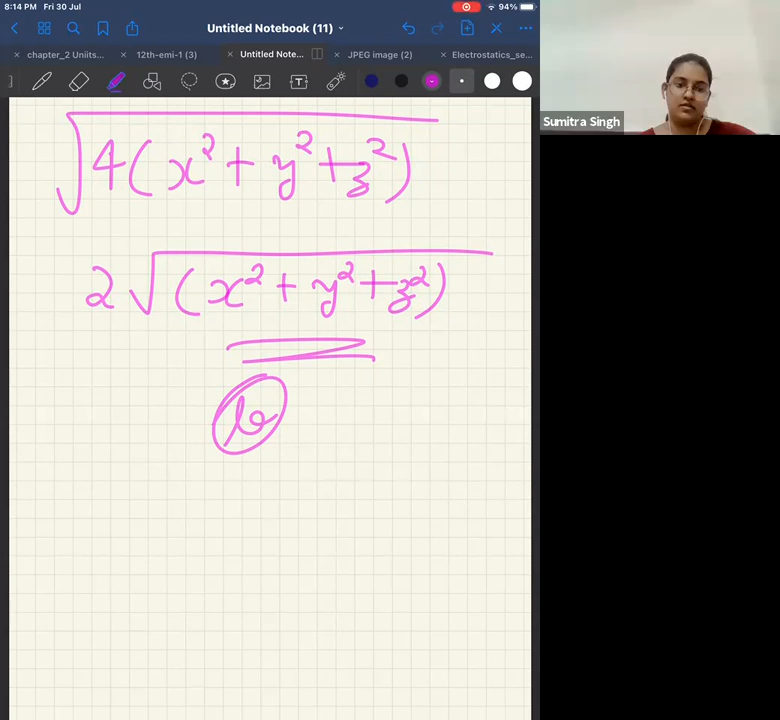 8:14 PM Fri 30 Jul 94%
Untitled Notebook (11)
chapter_2 Uniits... 12th-emi-1 (3) Untitled Note... JPEG image (2) Electrostatics_se...
√4(x²+y²+z²)
2√(x²+y²+z²)
b
Sumitra Singh